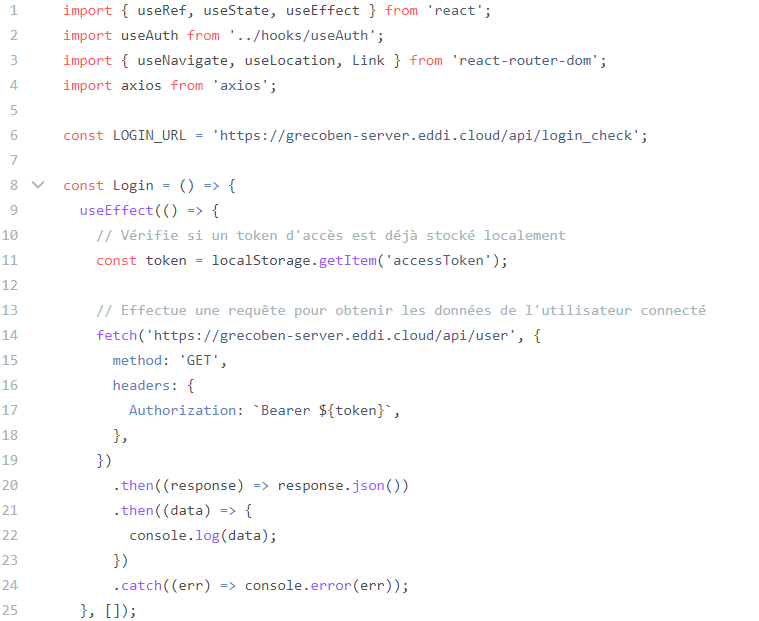 1 import { useRef, useState, useEffect } from 'react';
2 import useAuth from '../hooks/useAuth';
3 import { useNavigate, useLocation, Link } from 'react-router-dom';
4 import axios from 'axios';
5
6 const LOGIN_URL = 'https://grecoben-server.eddi.cloud/api/login_check';
7
8 const Login = () => {
9 useEffect(() => {
10 // Vérifie si un token d'accès est déjà stocké localement
11 const token = localStorage.getItem('accessToken');
12
13 // Effectue une requête pour obtenir les données de l'utilisateur connecté
14 fetch('https://grecoben-server.eddi.cloud/api/user', {
15 method: 'GET',
16 headers: {
17 Authorization: `Bearer ${token}`,
18 },
19 })
20 .then((response) => response.json())
21 .then((data) => {
22 console.log(data);
23 })
24 .catch((err) => console.error(err));
25 }, []);